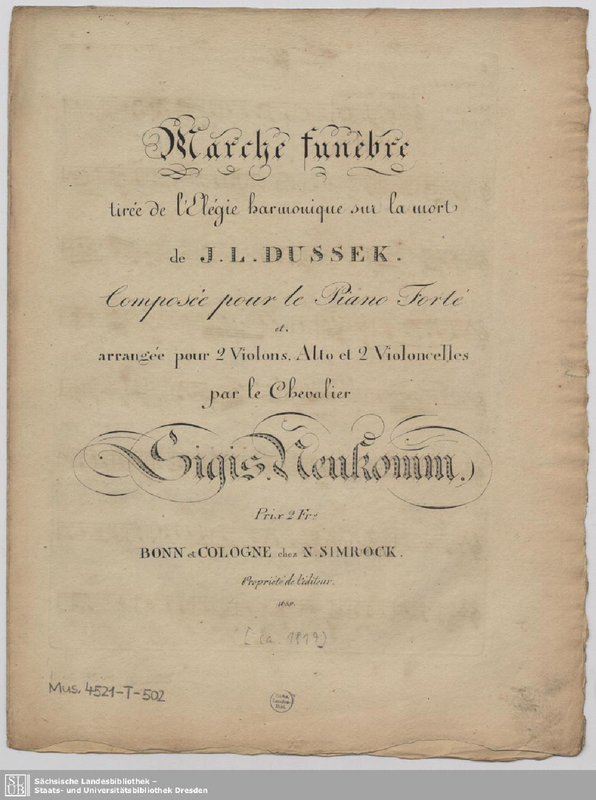 Marche funèbre
tirée de l'Elégie harmonique sur la mort
de J. L. DUSSEK.
Composée pour le Piano Forté
et
arrangée pour 2 Violons, Alto et 2 Violoncelles
par le Chevalier
Sigis. Neukomm.
Prix 2 Frs
BONN et COLOGNE chez N. SIMROCK.
Propriété de l'éditeur.
[ca. 1819]
Mus. 4521-T-502
SLUB
Sächsische Landesbibliothek –
Staats- und Universitätsbibliothek Dresden